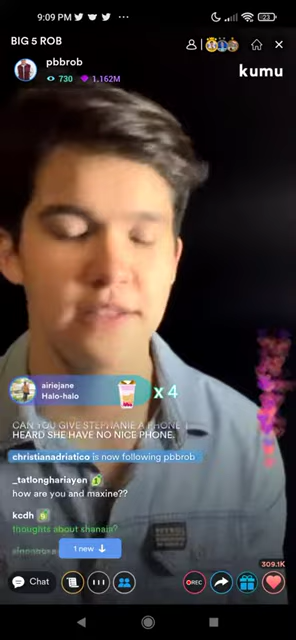 9:09 PM
23
BIG 5 ROB
pbbrob
730 1.162M
kumu
airiejane
Halo-halo
x 4
CAN YOU GIVE STEPHANIE A PHONE I
HEARD SHE HAVE NO NICE PHONE.
christianadriatico is now following pbbrob
_tatlonghariayen
how are you and maxine??
kcdh
thoughts about shanaia?
1 new
309.1K
Chat
REC